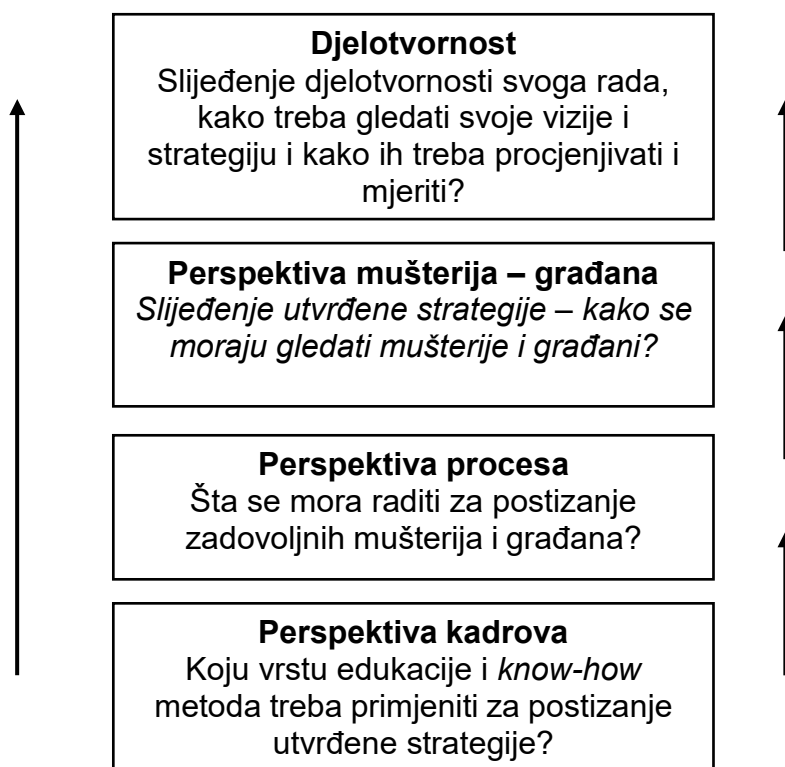 Djelotvornost
Slijeđenje djelotvornosti svoga rada,
kako treba gledati svoje vizije i
strategiju i kako ih treba procjenjivati i
mjeriti?
Perspektiva mušterija – građana
Slijeđenje utvrđene strategije – kako se
moraju gledati mušterije i građani?
Perspektiva procesa
Šta se mora raditi za postizanje
zadovoljnih mušterija i građana?
Perspektiva kadrova
Koju vrstu edukacije i know-how
metoda treba primjeniti za postizanje
utvrđene strategije?